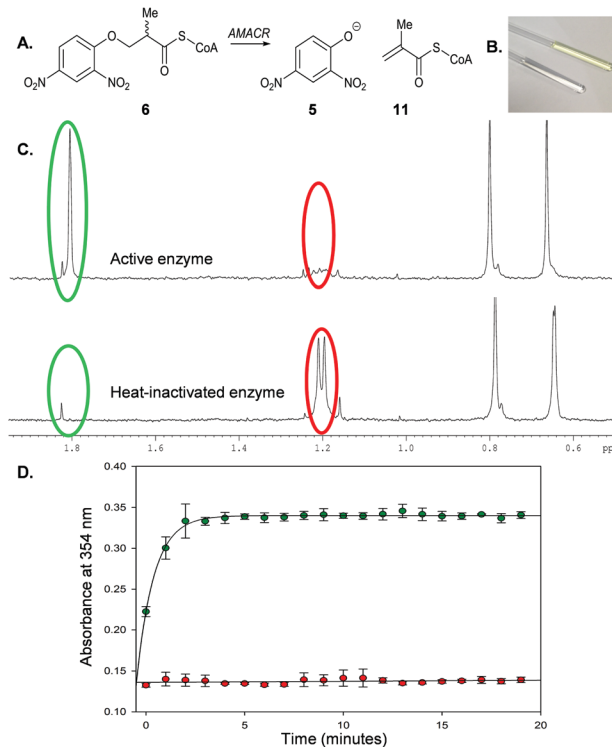 A.
Me
O
S
CoA
O
O₂N
NO₂
6
AMACR
O⊖
O₂N
NO₂
5
Me
S
CoA
O
11
B.
C.
Active enzyme
Heat-inactivated enzyme
1.8 1.6 1.4 1.2 1.0 0.8 0.6 pp
D.
Absorbance at 354 nm
0.40
0.35
0.30
0.25
0.20
0.15
0.10
0 5 10 15 20
Time (minutes)